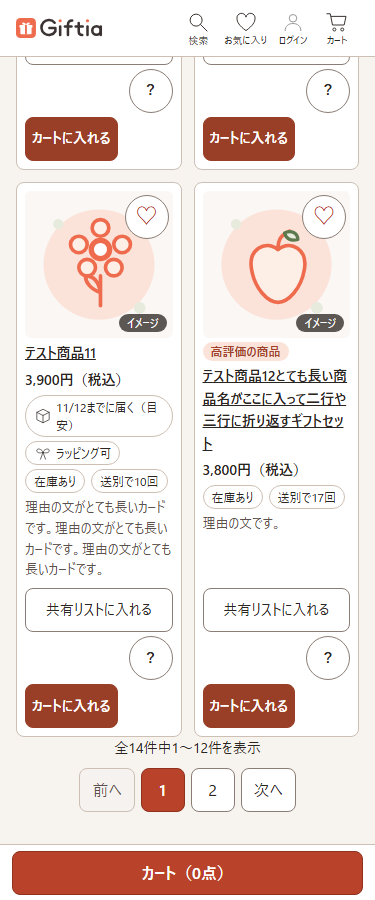 Giftia
検索
お気に入り
ログイン
カート
?
?
カートに入れる
カートに入れる
イメージ
テスト商品11
3,900円（税込）
11/12までに届く（目
安）
ラッピング可
在庫あり
送別で10回
理由の文がとても長いカード
です。理由の文がとても長い
カードです。理由の文がとても
長いカードです。
共有リストに入れる
?
カートに入れる
イメージ
高評価の商品
テスト商品12とても長い商
品名がここに入って二行や
三行に折り返すギフトセッ
ト
3,800円（税込）
在庫あり
送別で17回
理由の文です。
共有リストに入れる
?
カートに入れる
全14件中1〜12件を表示
前へ
1
2
次へ
カート（0点）